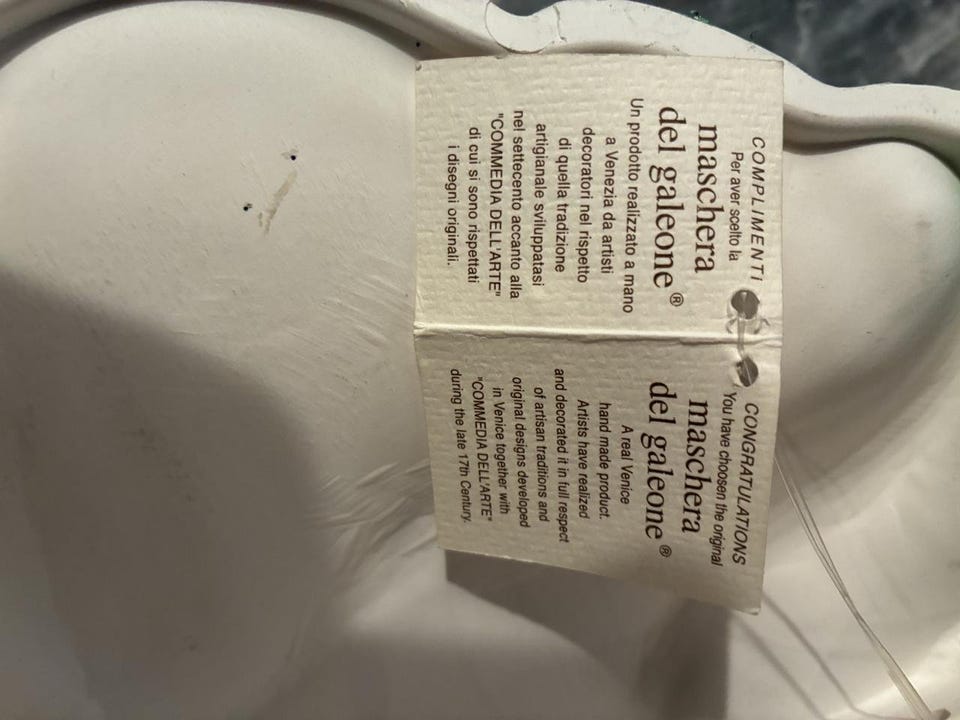 COMPLIMENTI
Per aver scelto la
maschera
del galeone®
Un prodotto realizzato a mano
a Venezia da artisti
decoratori nel rispetto
di quella tradizione
artigianale sviluppatasi
nel settecento accanto alla
"COMMEDIA DELL'ARTE"
di cui si sono rispettati
i disegni originali.
CONGRATULATIONS
You have choosen the original
maschera
del galeone®
A real Venice
hand made product.
Artists have realized
and decorated it in full respect
of artisan traditions and
original designs developed
in Venice together with
"COMMEDIA DELL'ARTE"
during the late 17th Century.